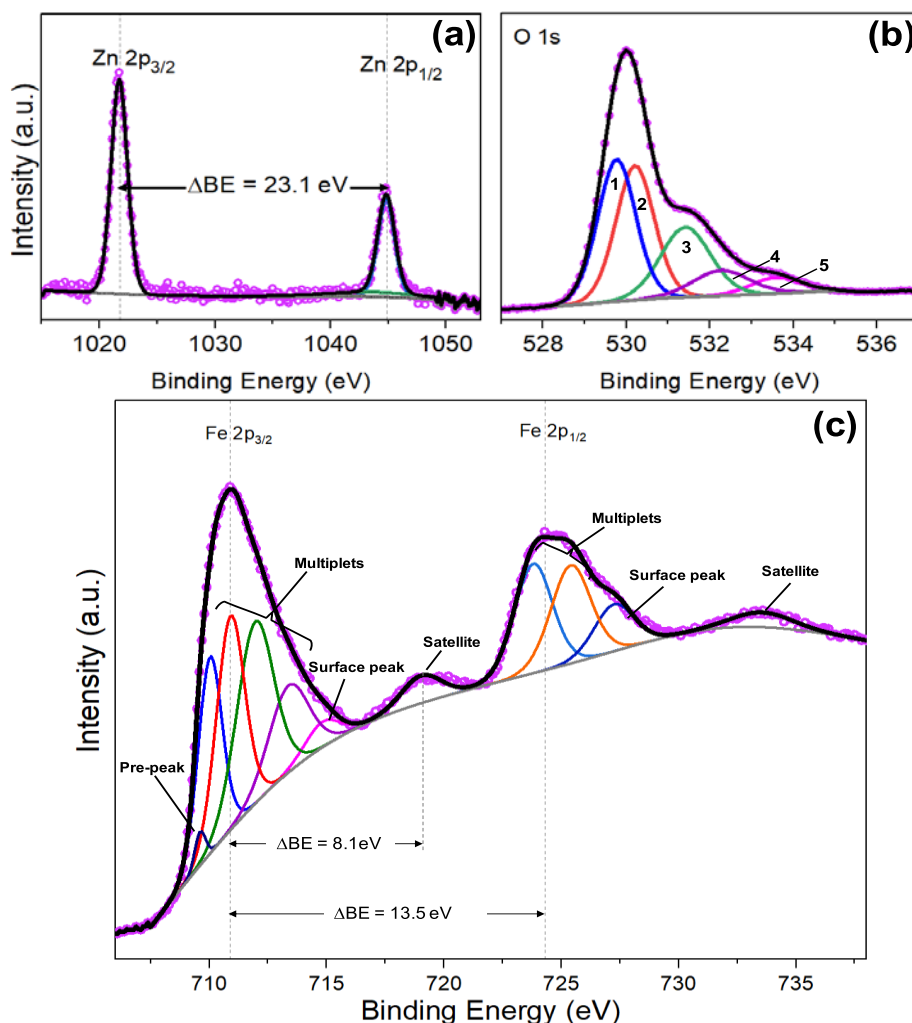 (a)
Zn 2p3/2
Zn 2p1/2
ΔBE = 23.1 eV
Intensity (a.u.)
1020 1030 1040 1050
Binding Energy (eV)
(b)
O 1s
1
2
3
4
5
528 530 532 534 536
Binding Energy (eV)
(c)
Fe 2p3/2
Fe 2p1/2
Multiplets
Multiplets
Surface peak
Satellite
Satellite
Surface peak
Pre-peak
ΔBE = 8.1eV
ΔBE = 13.5 eV
Intensity (a.u.)
710 715 720 725 730 735
Binding Energy (eV)